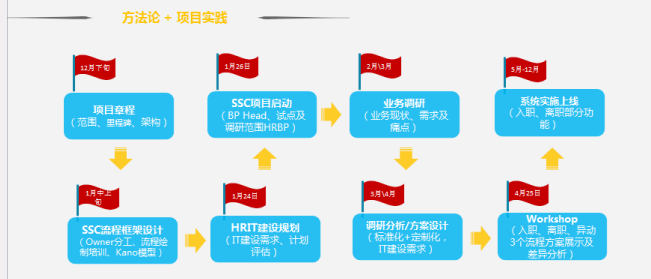 方法论 + 项目实践
12月下旬
项目章程
（范围、里程碑、架构）
1月中上
旬
SSC流程框架设计
（Owner分工、流程绘
制培训、Kano模型）
1月24日
HRIT建设规划
（IT建设需求、计划
评估）
1月26日
SSC项目启动
（BP Head、试点及
调研范围HRBP）
2月\3月
业务调研
（业务现状、需求及
痛点）
3月\4月
调研分析/方案设计
（标准化+定制化，
IT建设需求）
4月25日
Workshop
（入职、离职、异动
3个流程方案展示及
差异分析）
5月-12月
系统实施上线
（入职、离职部分功
能）